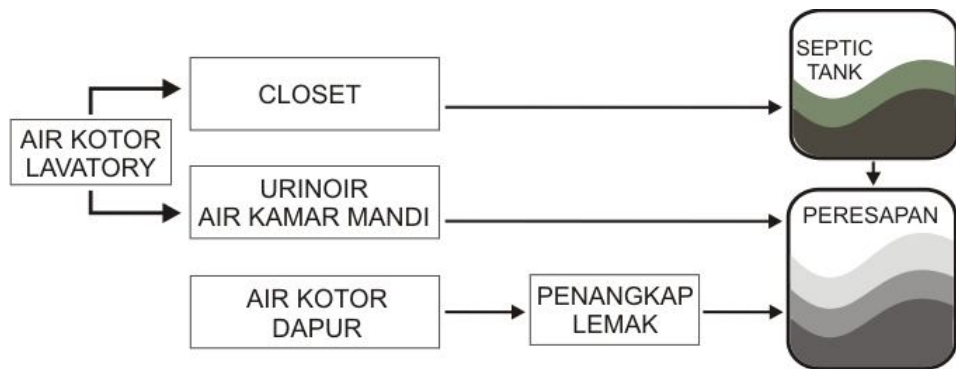 SEPTIC
TANK
CLOSET
AIR KOTOR
LAVATORY
URINOIR
AIR KAMAR MANDI
PERESAPAN
AIR KOTOR
DAPUR
PENANGKAP
LEMAK